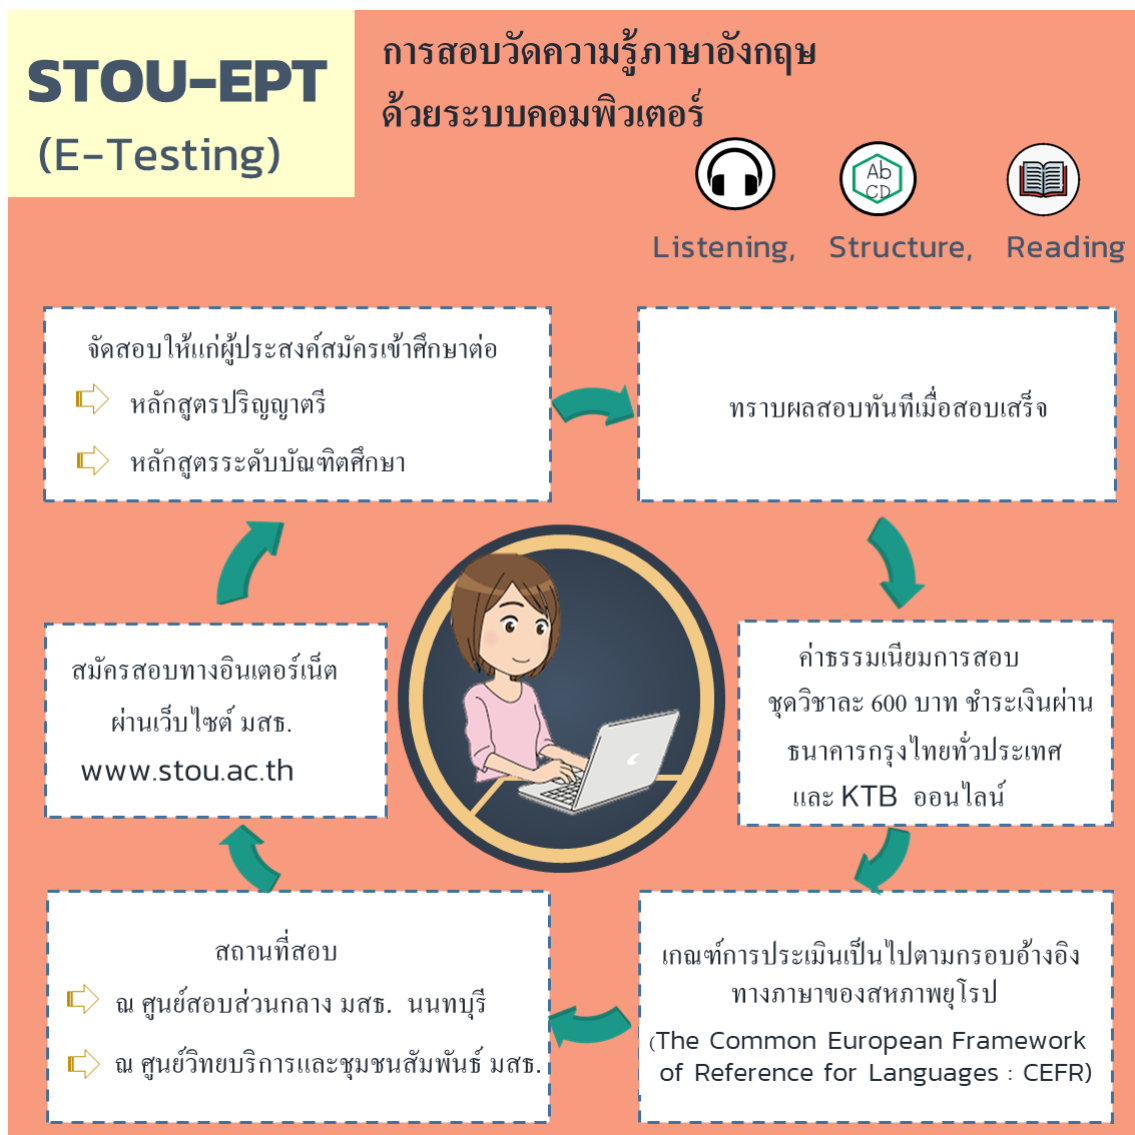 STOU-EPT
(E-Testing)
การสอบวัดความรู้ภาษาอังกฤษ
ด้วยระบบคอมพิวเตอร์
Ab
CD
Listening, Structure, Reading
จัดสอบให้แก่ผู้ประสงค์สมัครเข้าศึกษาต่อ
หลักสูตรปริญญาตรี
หลักสูตรระดับบัณฑิตศึกษา
ทราบผลสอบทันทีเมื่อสอบเสร็จ
ค่าธรรมเนียมการสอบ
ชุดวิชาละ 600 บาท ชำระเงินผ่าน
ธนาคารกรุงไทยทั่วประเทศ
และ KTB ออนไลน์
เกณฑ์การประเมินเป็นไปตามกรอบอ้างอิง
ทางภาษาของสหภาพยุโรป
(The Common European Framework
of Reference for Languages : CEFR)
สถานที่สอบ
ณ ศูนย์สอบส่วนกลาง มสธ. นนทบุรี
ณ ศูนย์วิทยบริการและชุมชนสัมพันธ์ มสธ.
สมัครสอบทางอินเตอร์เน็ต
ผ่านเว็บไซต์ มสธ.
www.stou.ac.th